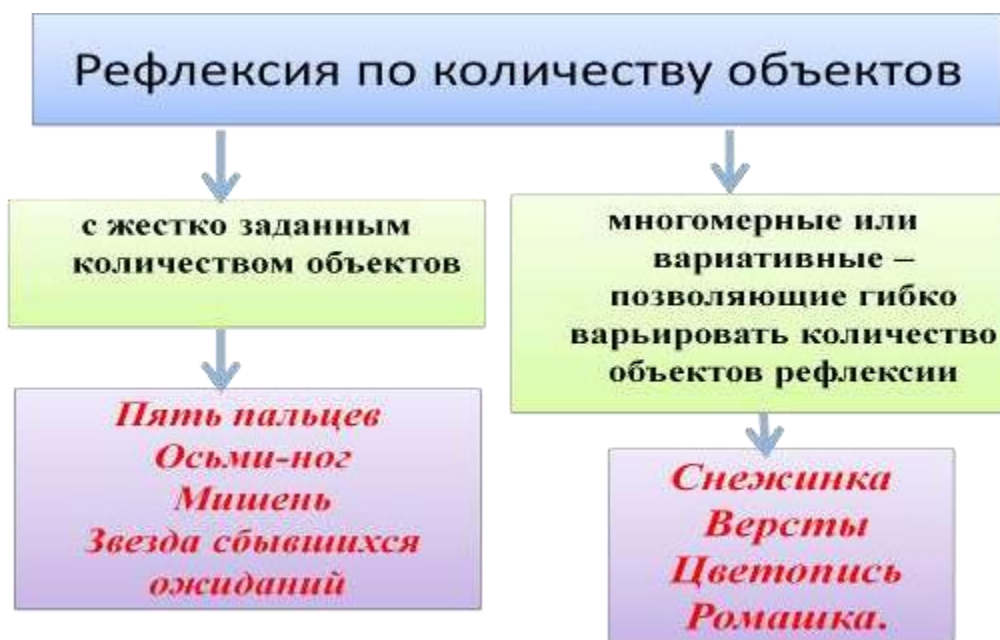 Рефлексия по количеству объектов
с жестко заданным
количеством объектов
многомерные или
вариативные –
позволяющие гибко
варьировать количество
объектов рефлексии
Пять пальцев
Осьми-ног
Мишень
Звезда сбывшихся
ожиданий
Снежинка
Версты
Цветопись
Ромашка.